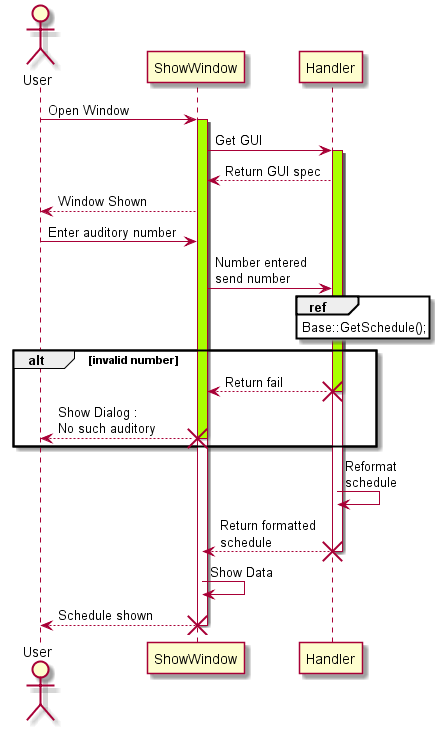 User
ShowWindow
Handler
Open Window
Get GUI
Return GUI spec
Window Shown
Enter auditory number
Number entered
send number
ref
Base::GetSchedule();
alt
[invalid number]
Return fail
Show Dialog :
No such auditory
Reformat
schedule
Return formatted
schedule
Show Data
Schedule shown
User
ShowWindow
Handler